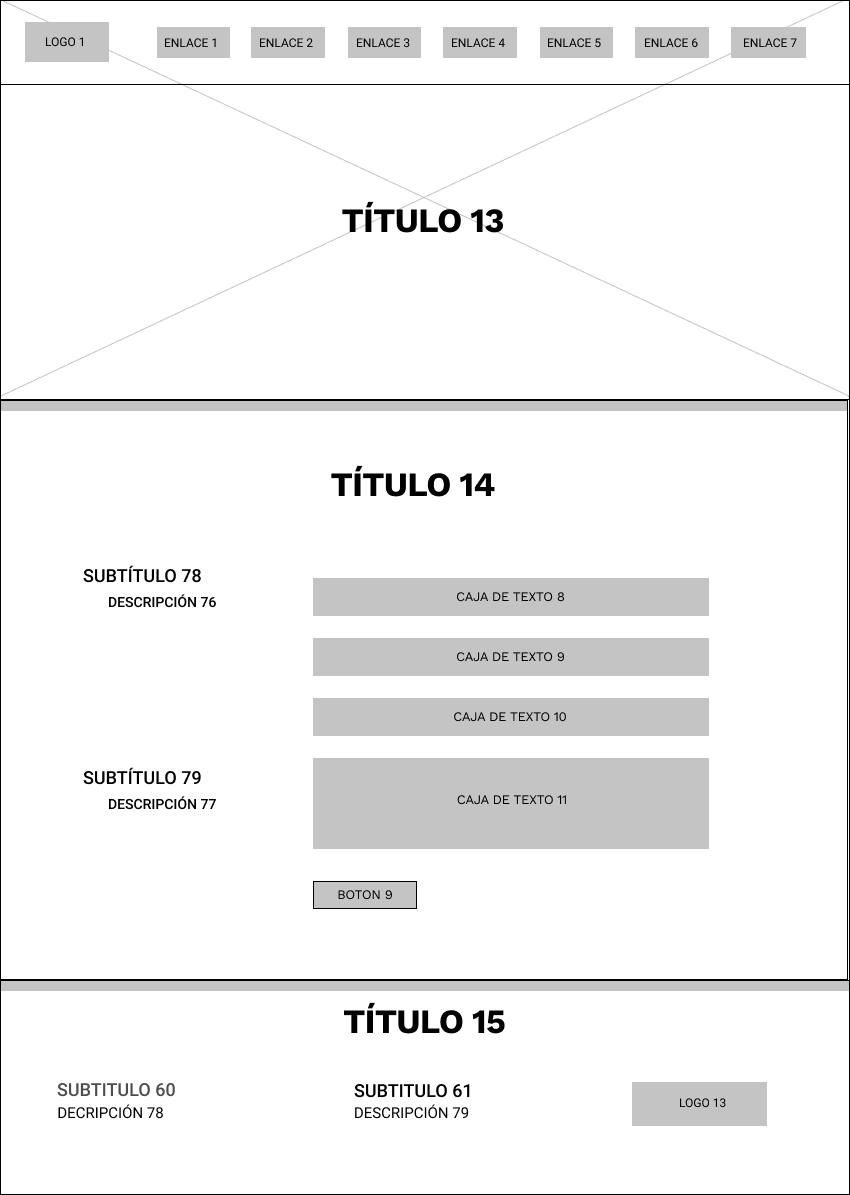 LOGO 1
ENLACE 1
ENLACE 2
ENLACE 3
ENLACE 4
ENLACE 5
ENLACE 6
ENLACE 7
TÍTULO 13
TÍTULO 14
SUBTÍTULO 78
DESCRIPCIÓN 76
CAJA DE TEXTO 8
CAJA DE TEXTO 9
CAJA DE TEXTO 10
SUBTÍTULO 79
DESCRIPCIÓN 77
CAJA DE TEXTO 11
BOTON 9
TÍTULO 15
SUBTITULO 60
DECRIPCIÓN 78
SUBTITULO 61
DESCRIPCIÓN 79
LOGO 13